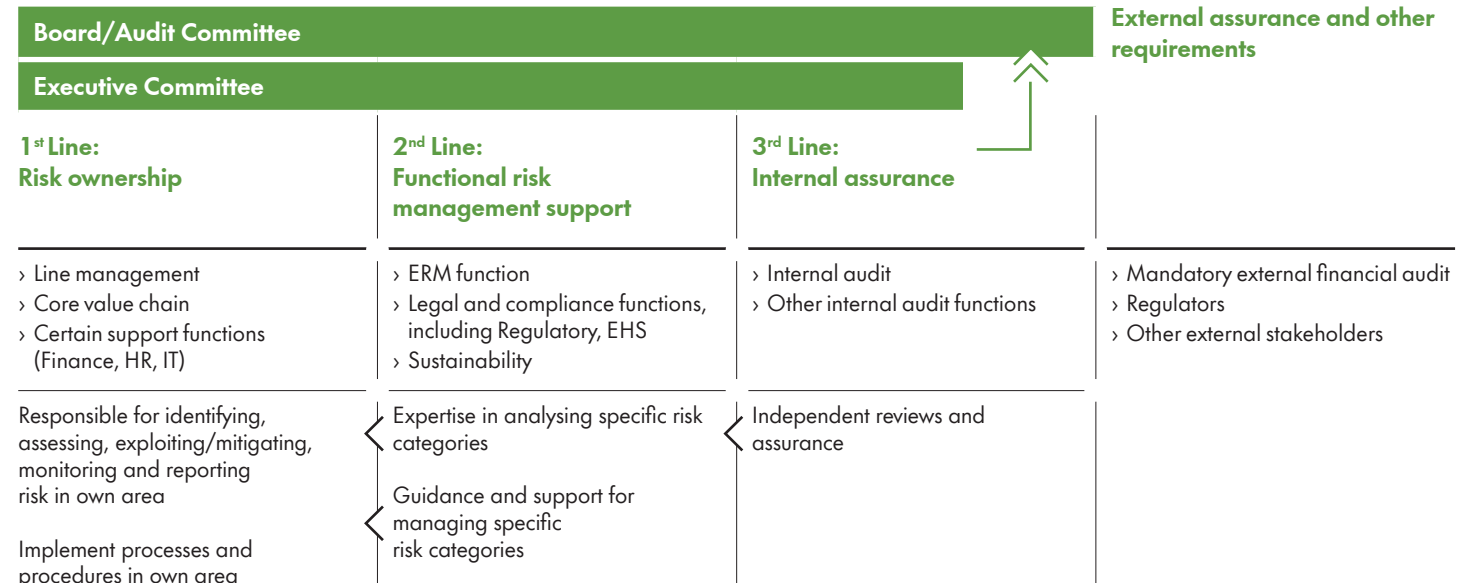 Board/Audit Committee
External assurance and other
requirements
Executive Committee
1st Line:
Risk ownership
2nd Line:
Functional risk
management support
3rd Line:
Internal assurance
› Line management
› Core value chain
› Certain support functions
(Finance, HR, IT)
› ERM function
› Legal and compliance functions,
including Regulatory, EHS
› Sustainability
› Internal audit
› Other internal audit functions
› Mandatory external financial audit
› Regulators
› Other external stakeholders
Responsible for identifying,
assessing, exploiting/mitigating,
monitoring and reporting
risk in own area
Implement processes and
procedures in own area
Expertise in analysing specific risk
categories
Guidance and support for
managing specific
risk categories
Independent reviews and
assurance